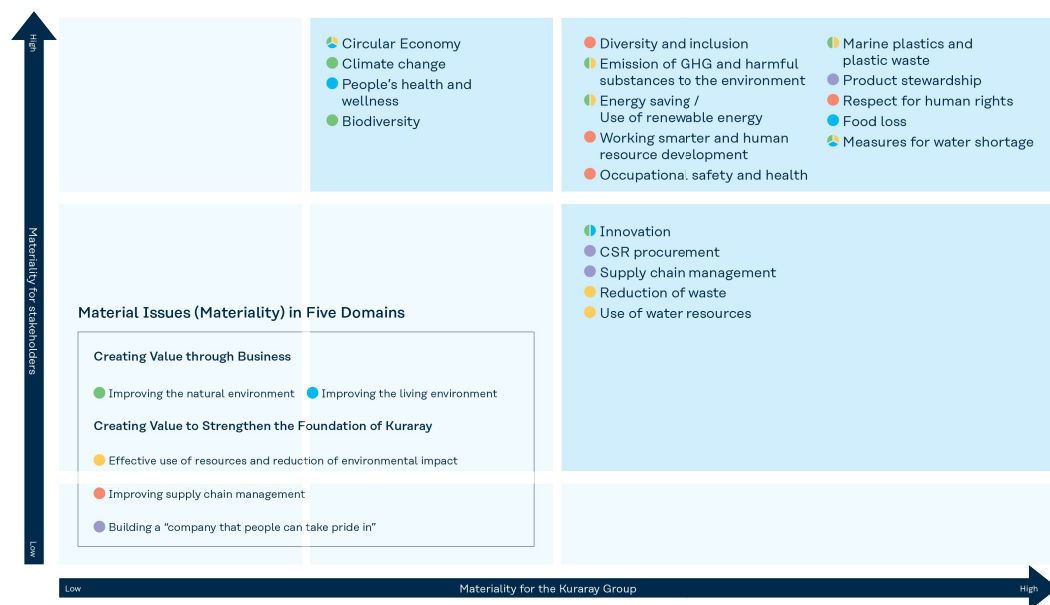 High
Circular Economy
Climate change
People's health and
wellness
Biodiversity
Diversity and inclusion
Emission of GHG and harmful
substances to the environment
Energy saving /
Use of renewable energy
Working smarter and human
resource development
Occupational safety and health
Marine plastics and
plastic waste
Product stewardship
Respect for human rights
Food loss
Measures for water shortage
Materiality for stakeholders
Innovation
CSR procurement
Supply chain management
Reduction of waste
Use of water resources
Material Issues (Materiality) in Five Domains
Creating Value through Business
Improving the natural environment
Improving the living environment
Creating Value to Strengthen the Foundation of Kuraray
Effective use of resources and reduction of environmental impact
Improving supply chain management
Building a "company that people can take pride in"
Low
Low
Materiality for the Kuraray Group
High